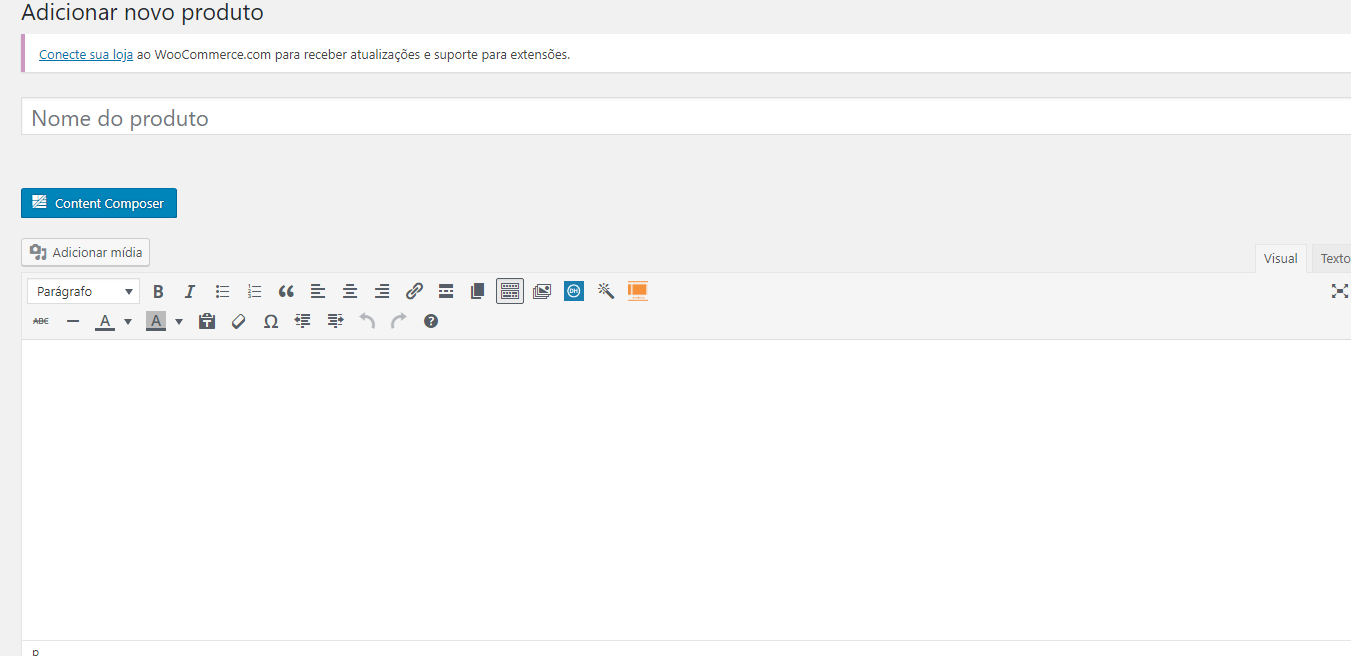 Adicionar novo produto
Conecte sua loja ao WooCommerce.com para receber atualizações e suporte para extensões.
Nome do produto
Content Composer
Adicionar mídia
Visual Texto
Parágrafo B I
ABC A A Ω ?
p